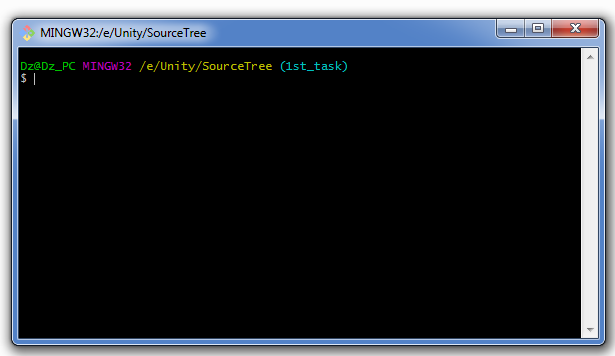 MINGW32:/e/Unity/SourceTree
Dz@Dz_PC MINGW32 /e/Unity/SourceTree (1st_task)
$